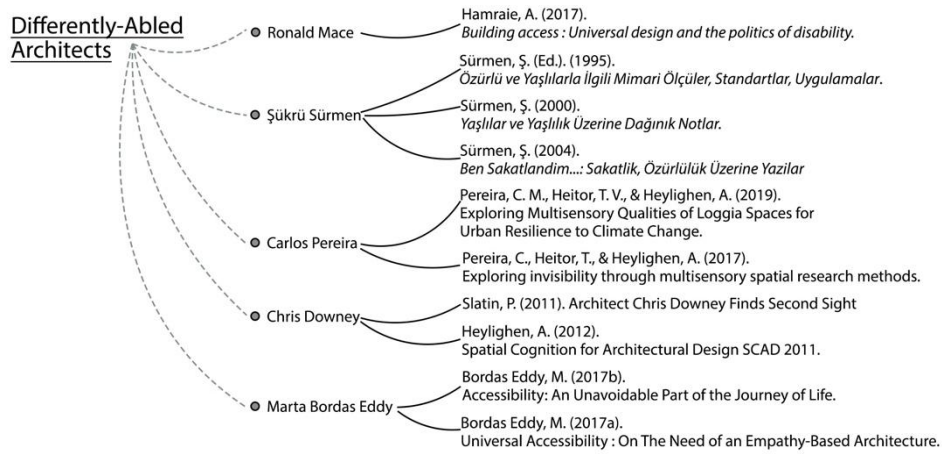 Differently-Abled
Architects
Ronald Mace
Hamraie, A. (2017).
Building access : Universal design and the politics of disability.
Şükrü Sürmen
Sürmen, Ş. (Ed.). (1995).
Özürlü ve Yaşlılarla İlgili Mimari Ölçüler, Standartlar, Uygulamalar.
Sürmen, Ş. (2000).
Yaşlılar ve Yaşlılık Üzerine Dağınık Notlar.
Sürmen, Ş. (2004).
Ben Sakatlandim...: Sakatlik, Özürlülük Üzerine Yazilar
Carlos Pereira
Pereira, C. M., Heitor, T. V., & Heylighen, A. (2019).
Exploring Multisensory Qualities of Loggia Spaces for
Urban Resilience to Climate Change.
Pereira, C., Heitor, T., & Heylighen, A. (2017).
Exploring invisibility through multisensory spatial research methods.
Chris Downey
Slatin, P. (2011). Architect Chris Downey Finds Second Sight
Heylighen, A. (2012).
Spatial Cognition for Architectural Design SCAD 2011.
Marta Bordas Eddy
Bordas Eddy, M. (2017b).
Accessibility: An Unavoidable Part of the Journey of Life.
Bordas Eddy, M. (2017a).
Universal Accessibility : On The Need of an Empathy-Based Architecture.